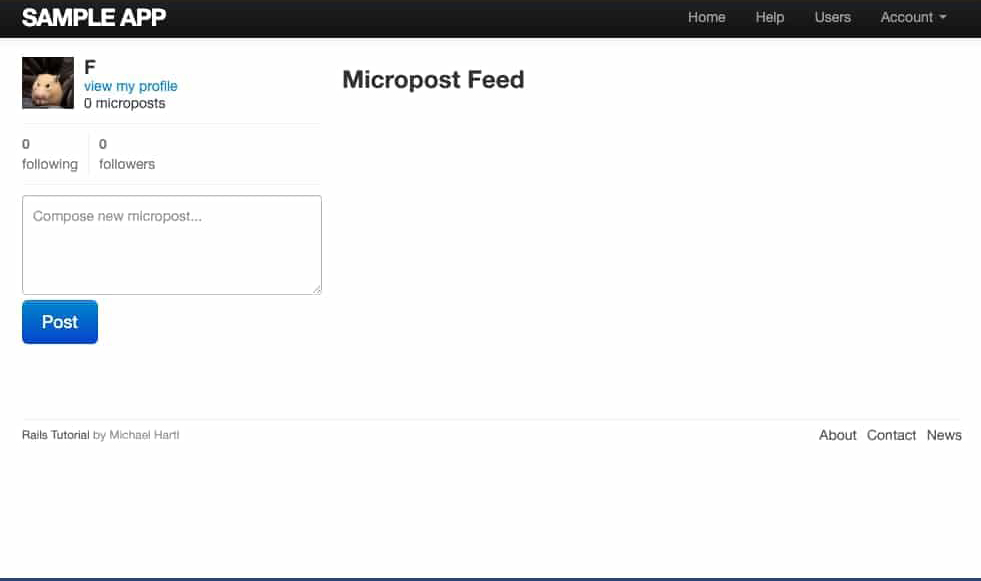 SAMPLE APP
Home Help Users Account
F
view my profile
0 microposts
Micropost Feed
0 0
following followers
Compose new micropost...
Post
Rails Tutorial by Michael Hartl
About Contact News